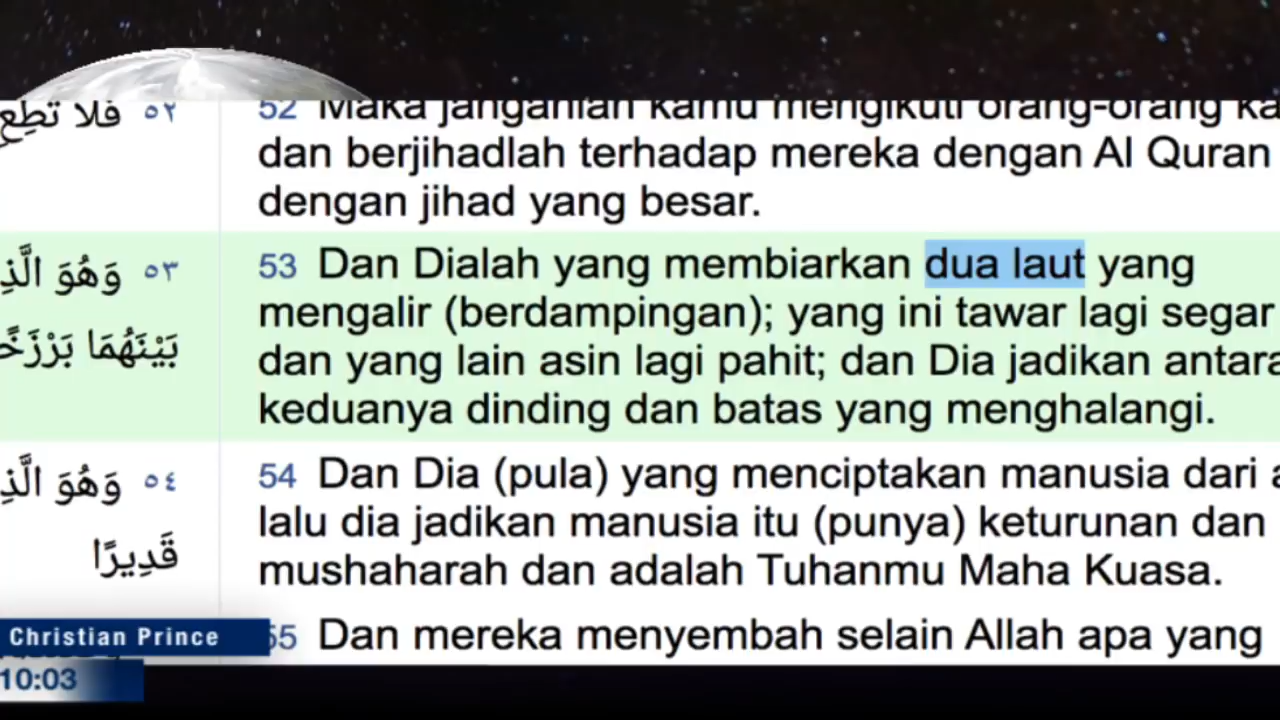 فَلَا تُطِعِ ٥٢
52 Maka janganlah kamu mengikuti orang-orang
dan berjihadlah terhadap mereka dengan Al Quran
dengan jihad yang besar.
وَهُوَ ٥٣
بَيْنَهُمَا
53 Dan Dialah yang membiarkan dua laut yang
mengalir (berdampingan); yang ini tawar lagi segar
dan yang lain asin lagi pahit; dan Dia jadikan antara
keduanya dinding dan batas yang menghalangi.
وَهُوَ ٥٤
قَدِيرًا
54 Dan Dia (pula) yang menciptakan manusia dari
lalu dia jadikan manusia itu (punya) keturunan dan
mushaharah dan adalah Tuhanmu Maha Kuasa.
55 Dan mereka menyembah selain Allah apa yang
Christian Prince
10:03